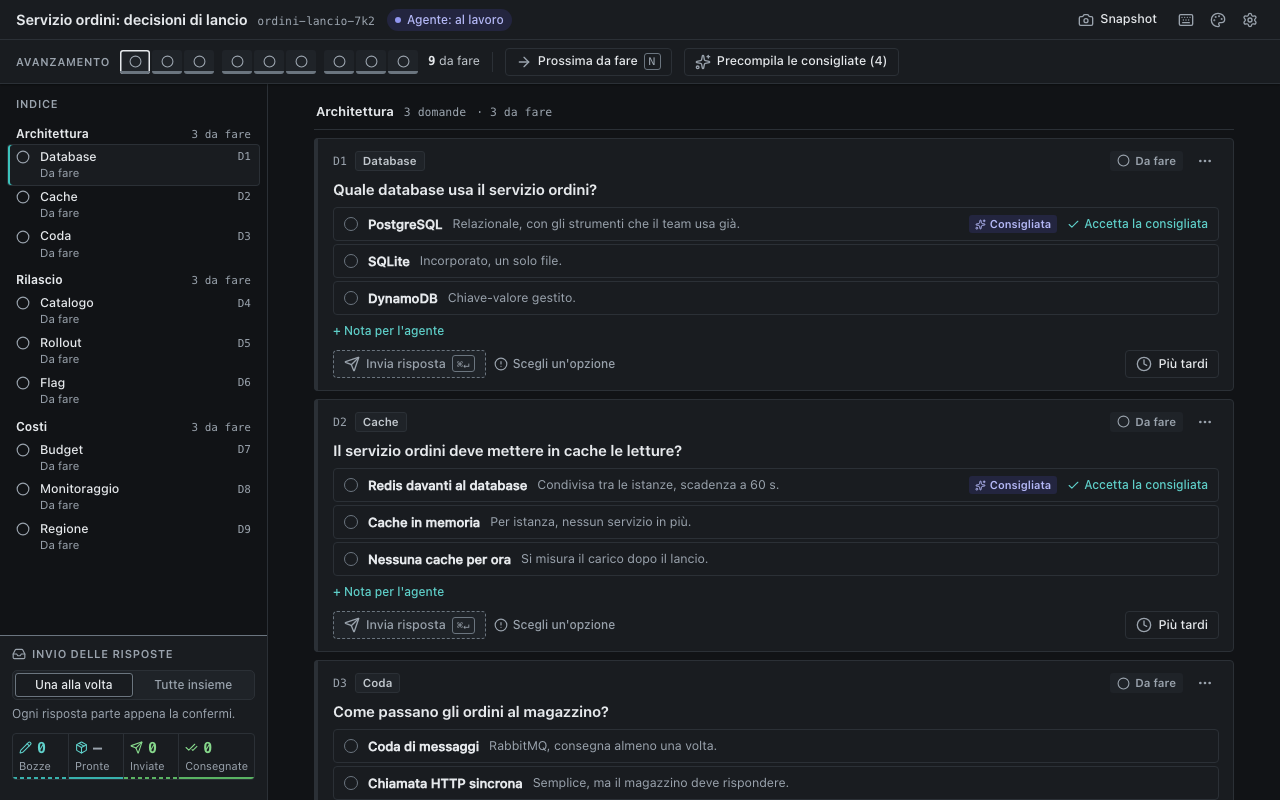 Servizio ordini: decisioni di lancio ordini-lancio-7k2 Agente: al lavoro Snapshot
AVANZAMENTO 9 da fare Prossima da fare N Precompila le consigliate (4)
INDICE
Architettura 3 da fare
Database D1
Da fare
Cache D2
Da fare
Coda D3
Da fare
Rilascio 3 da fare
Catalogo D4
Da fare
Rollout D5
Da fare
Flag D6
Da fare
Costi 3 da fare
Budget D7
Da fare
Monitoraggio D8
Da fare
Regione D9
Da fare
INVIO DELLE RISPOSTE
Una alla volta Tutte insieme
Ogni risposta parte appena la confermi.
0 — 0 0
Bozze Pronte Inviate Consegnate
Architettura 3 domande · 3 da fare
D1 Database Da fare
Quale database usa il servizio ordini?
PostgreSQL Relazionale, con gli strumenti che il team usa già. Consigliata Accetta la consigliata
SQLite Incorporato, un solo file.
DynamoDB Chiave-valore gestito.
+ Nota per l'agente
Invia risposta ⌘↵ Scegli un'opzione Più tardi
D2 Cache Da fare
Il servizio ordini deve mettere in cache le letture?
Redis davanti al database Condivisa tra le istanze, scadenza a 60 s. Consigliata Accetta la consigliata
Cache in memoria Per istanza, nessun servizio in più.
Nessuna cache per ora Si misura il carico dopo il lancio.
+ Nota per l'agente
Invia risposta ⌘↵ Scegli un'opzione Più tardi
D3 Coda Da fare
Come passano gli ordini al magazzino?
Coda di messaggi RabbitMQ, consegna almeno una volta.
Chiamata HTTP sincrona Semplice, ma il magazzino deve rispondere.